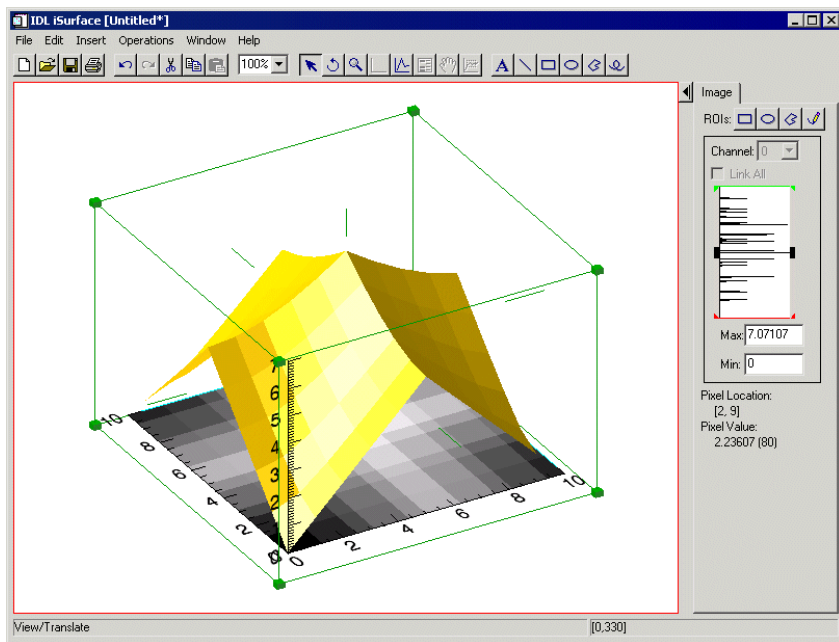 IDL iSurface [Untitled*]
File Edit Insert Operations Window Help
100%
A
Image
ROIs:
Channel: 0
Link All
Max: 7.07107
Min: 0
Pixel Location:
[2, 9]
Pixel Value:
2.23607 (80)
7
6
5
4
3
2
1
0
10
8
6
4
2
0
0
2
4
6
8
10
View/Translate [0,330]